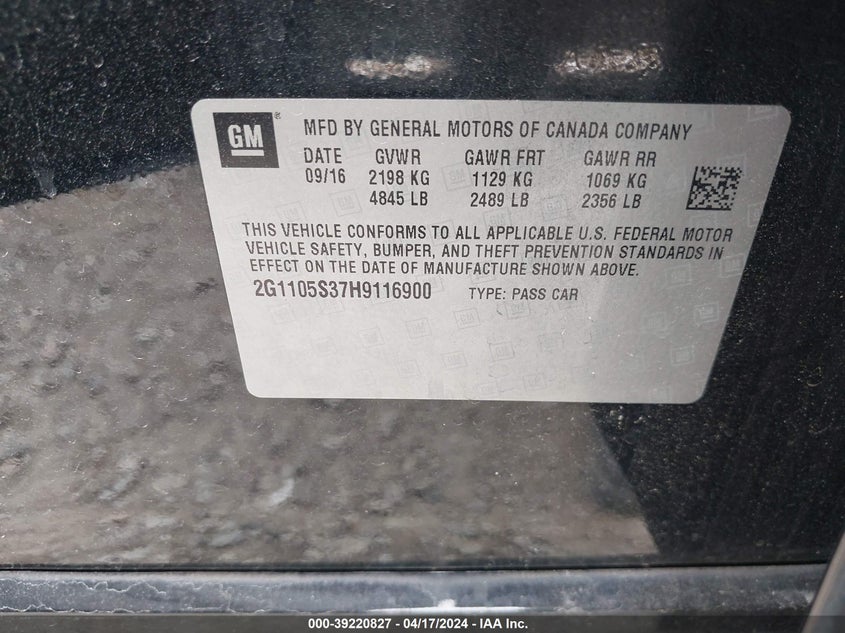 GM ®
MFD BY GENERAL MOTORS OF CANADA COMPANY
DATE GVWR GAWR FRT GAWR RR
09/16 2198 KG 1129 KG 1069 KG
4845 LB 2489 LB 2356 LB
THIS VEHICLE CONFORMS TO ALL APPLICABLE U.S. FEDERAL MOTOR
VEHICLE SAFETY, BUMPER, AND THEFT PREVENTION STANDARDS IN
EFFECT ON THE DATE OF MANUFACTURE SHOWN ABOVE.
2G1105S37H9116900 TYPE: PASS CAR
000-39220827 - 04/17/2024 - IAA Inc.